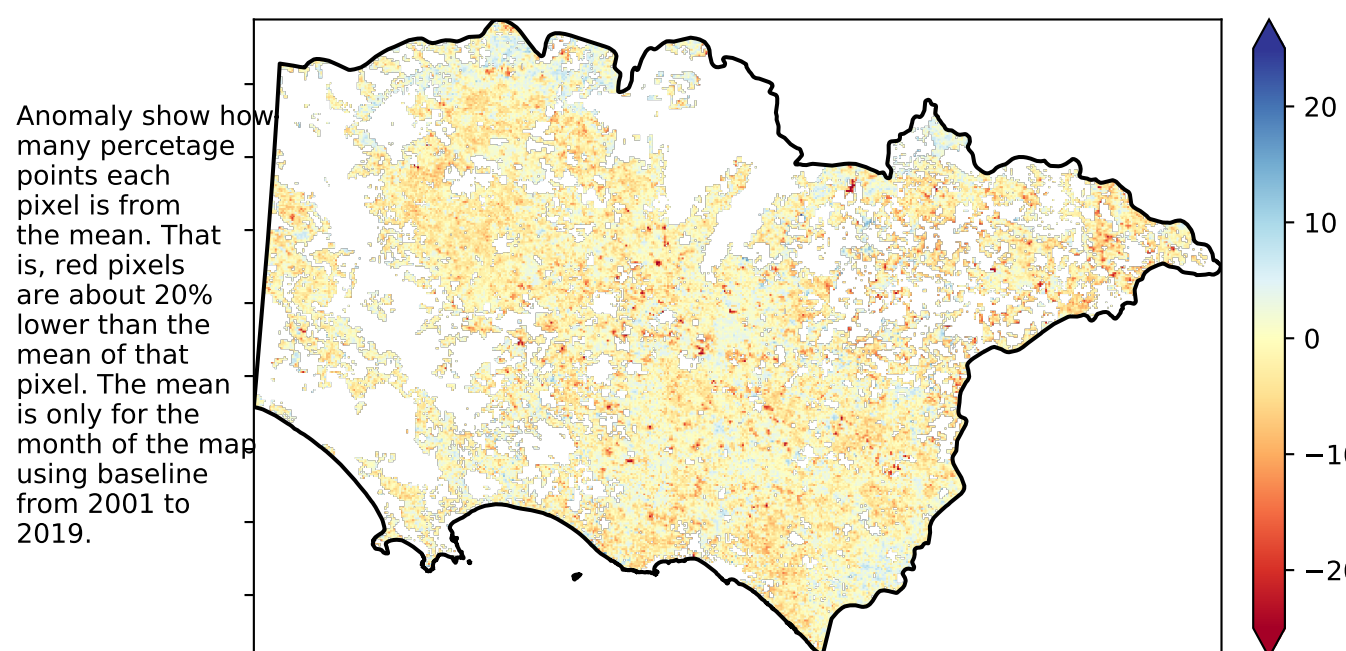 Anomaly show how
many percetage
points each
pixel is from
the mean. That
is, red pixels
are about 20%
lower than the
mean of that
pixel. The mean
is only for the
month of the map
using baseline
from 2001 to
2019.
20
10
0
−10
−20